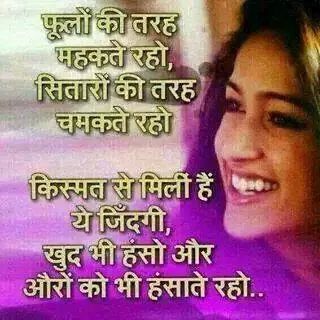 फूलों की तरह
महकते रहो,
सितारों की तरह
चमकते रहो
किस्मत से मिलीं हैं
ये जिँदगी,
खुद भी हंसो और
औरों को भी हंसाते रहो..